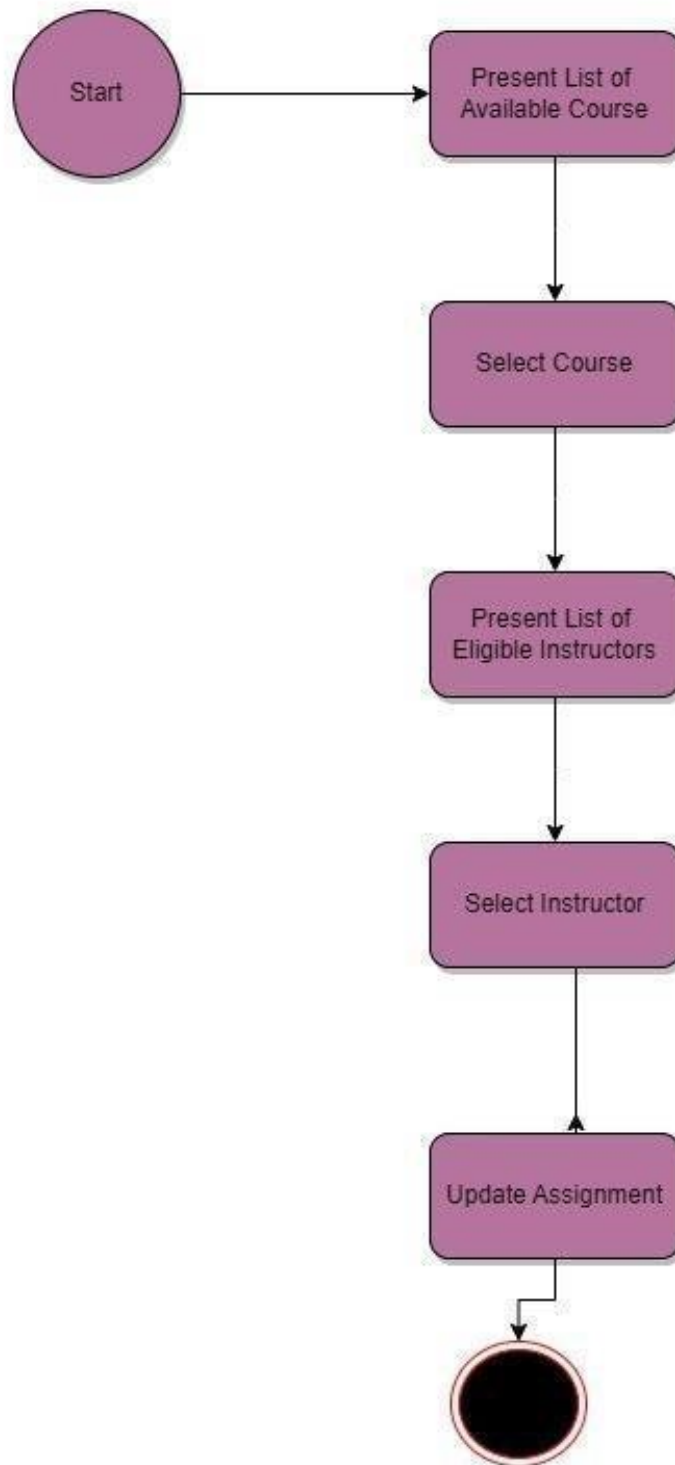 Start
Present List of
Available Course
Select Course
Present List of
Eligible Instructors
Select Instructor
Update Assignment